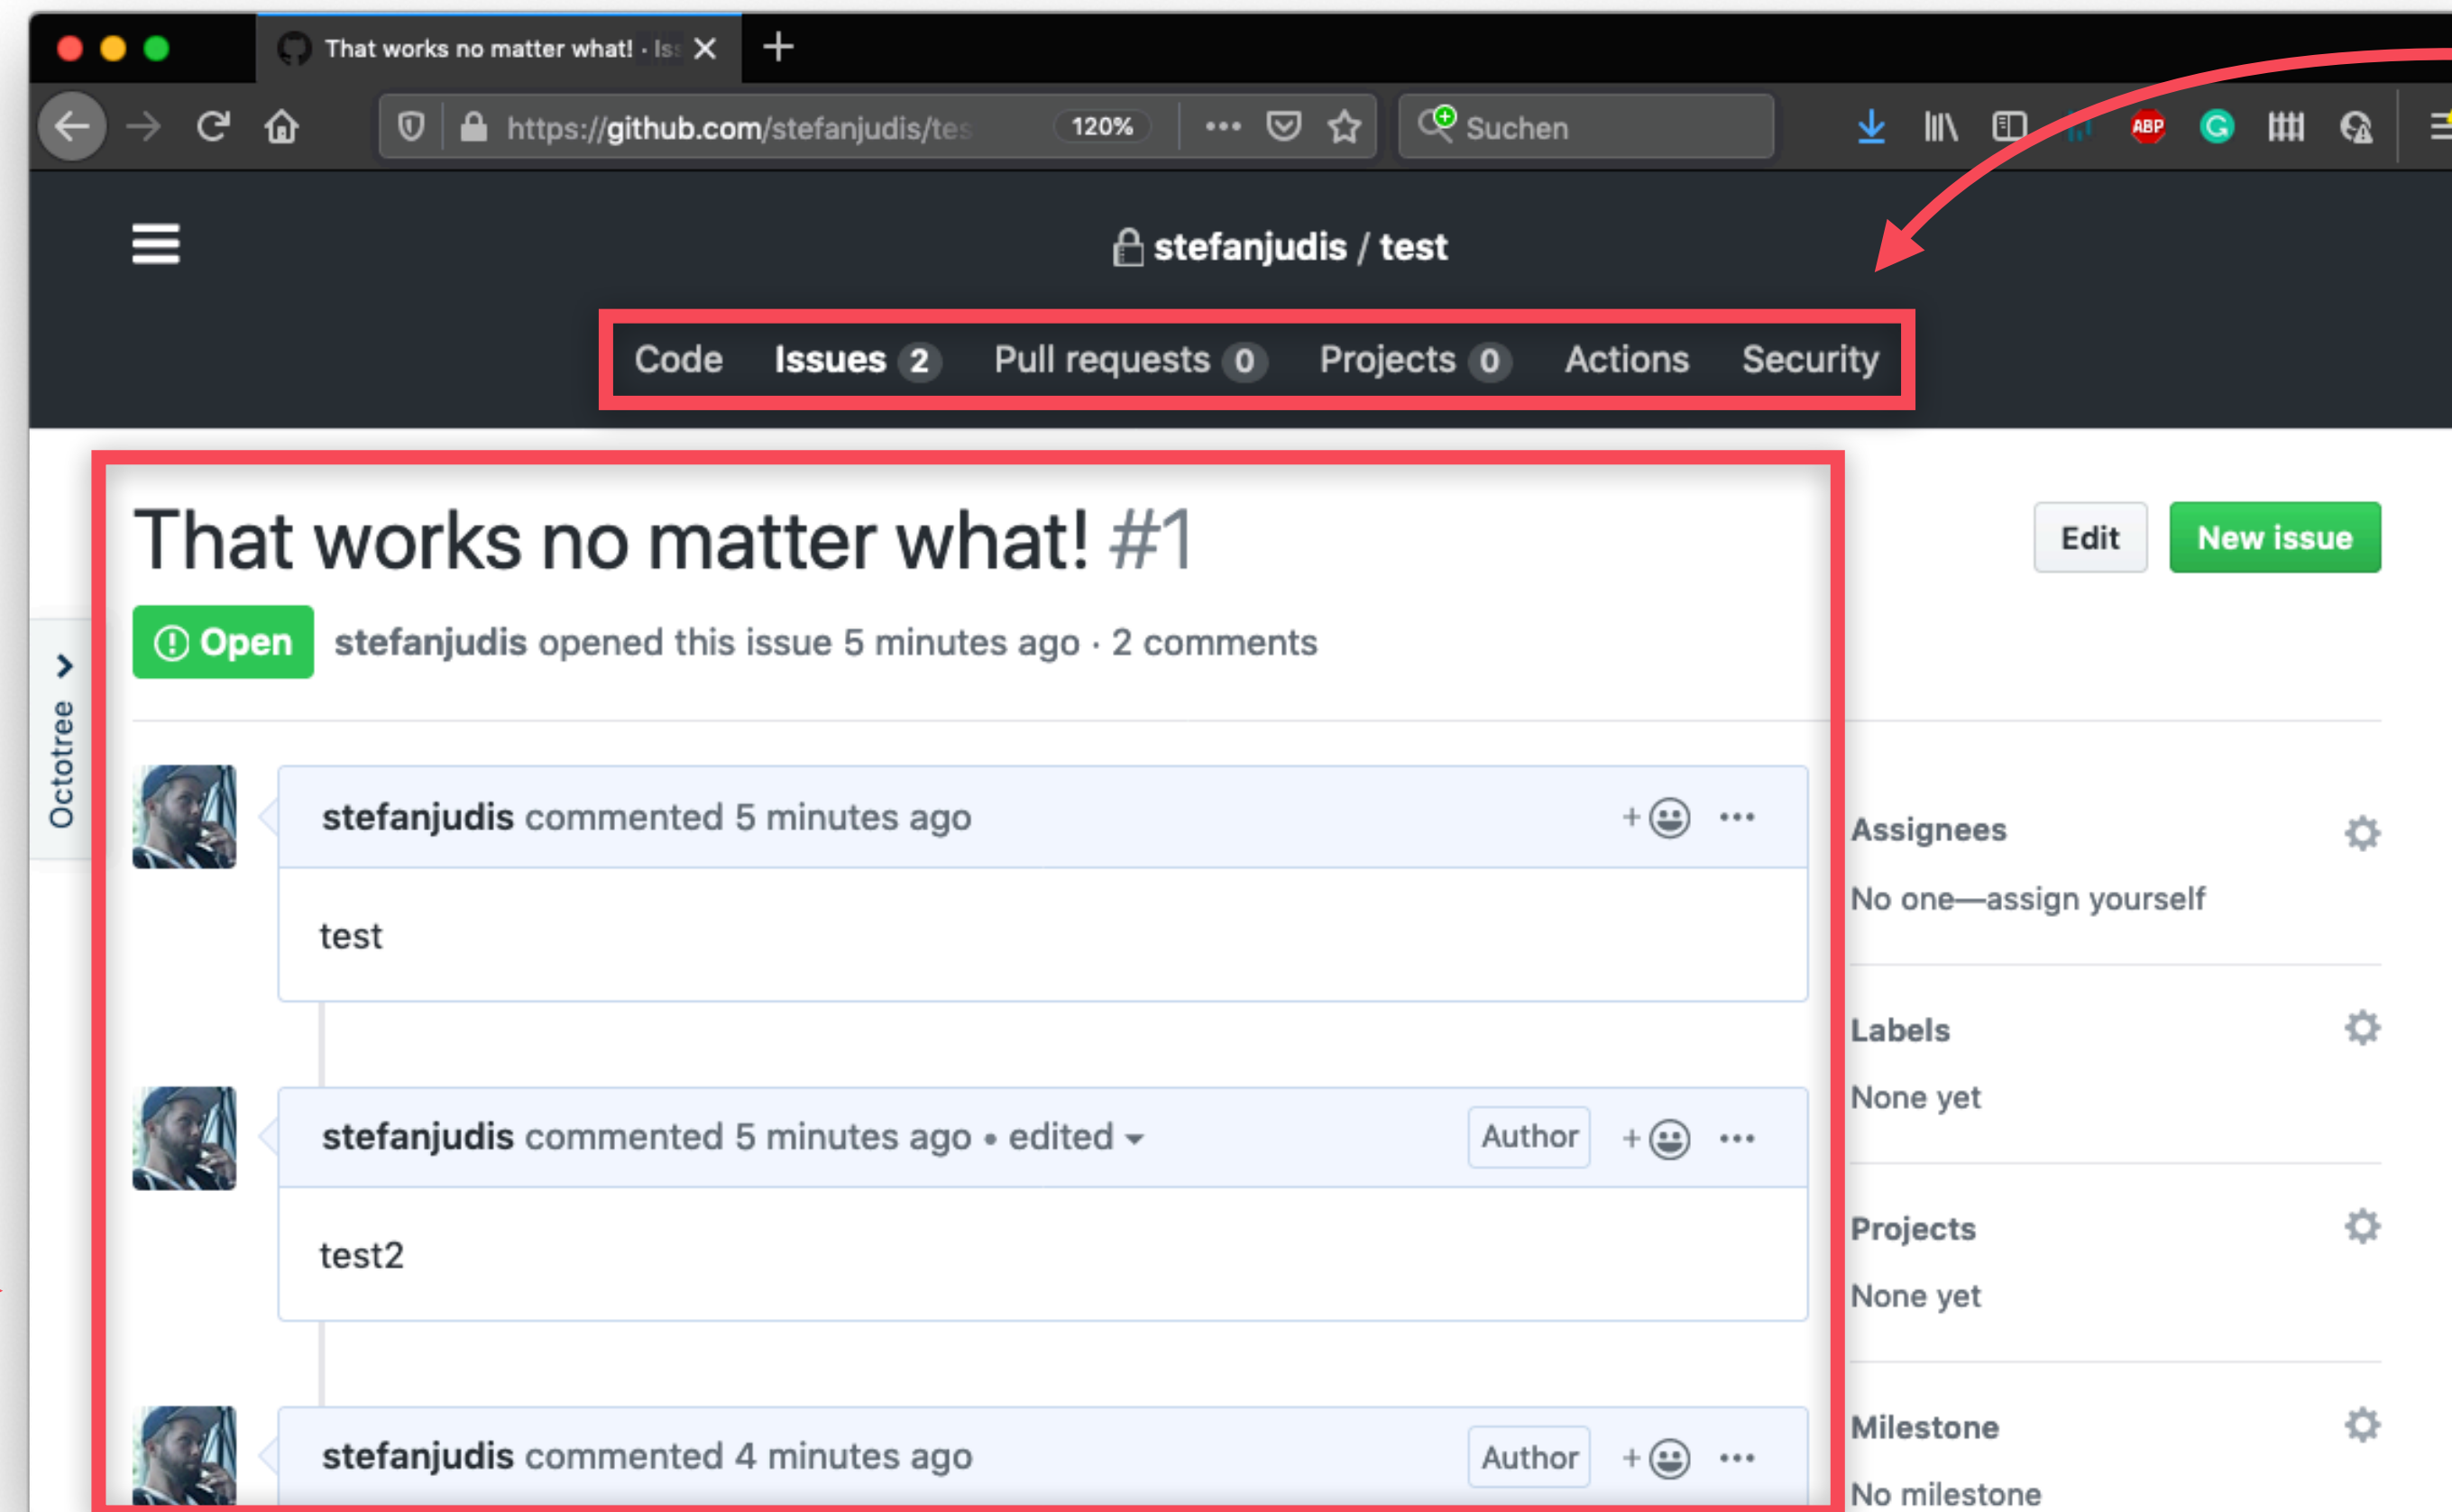 That works no matter what! · Iss
https://github.com/stefanjudis/tes
120%
Suchen
ABP
stefanjudis / test
Code Issues 2 Pull requests 0 Projects 0 Actions Security
That works no matter what! #1
Edit New issue
Open stefanjudis opened this issue 5 minutes ago · 2 comments
Octotree
stefanjudis commented 5 minutes ago
test
stefanjudis commented 5 minutes ago • edited
Author
test2
stefanjudis commented 4 minutes ago
Author
Assignees
No one—assign yourself
Labels
None yet
Projects
None yet
Milestone
No milestone